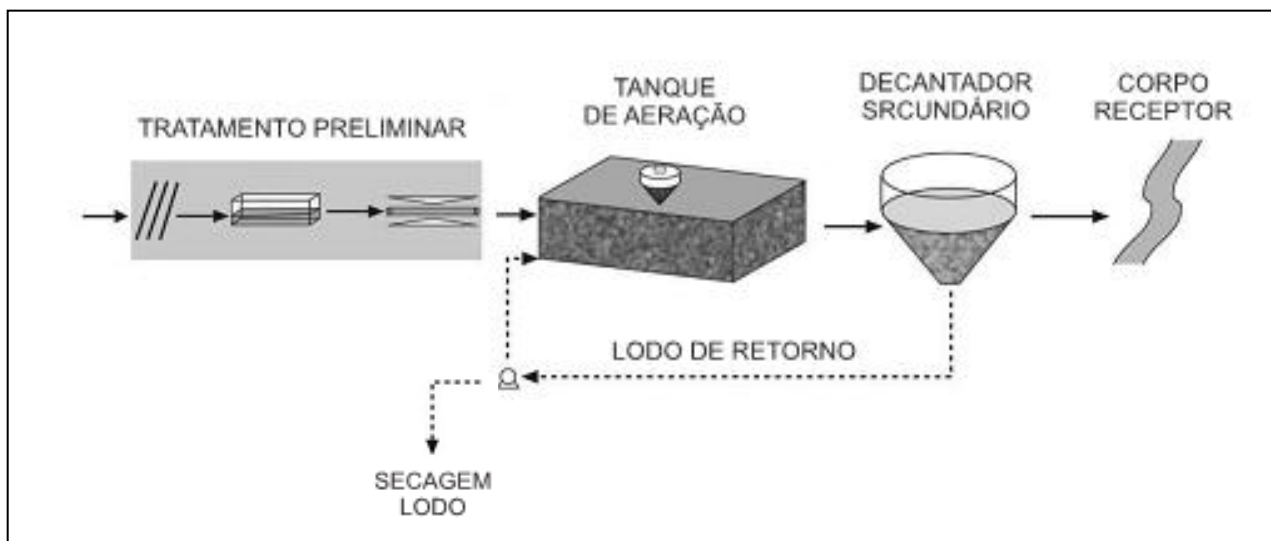 TRATAMENTO PRELIMINAR
TANQUE
DE AERAÇÃO
DECANTADOR
SRCUNDÁRIO
CORPO
RECEPTOR
LODO DE RETORNO
SECAGEM
LODO